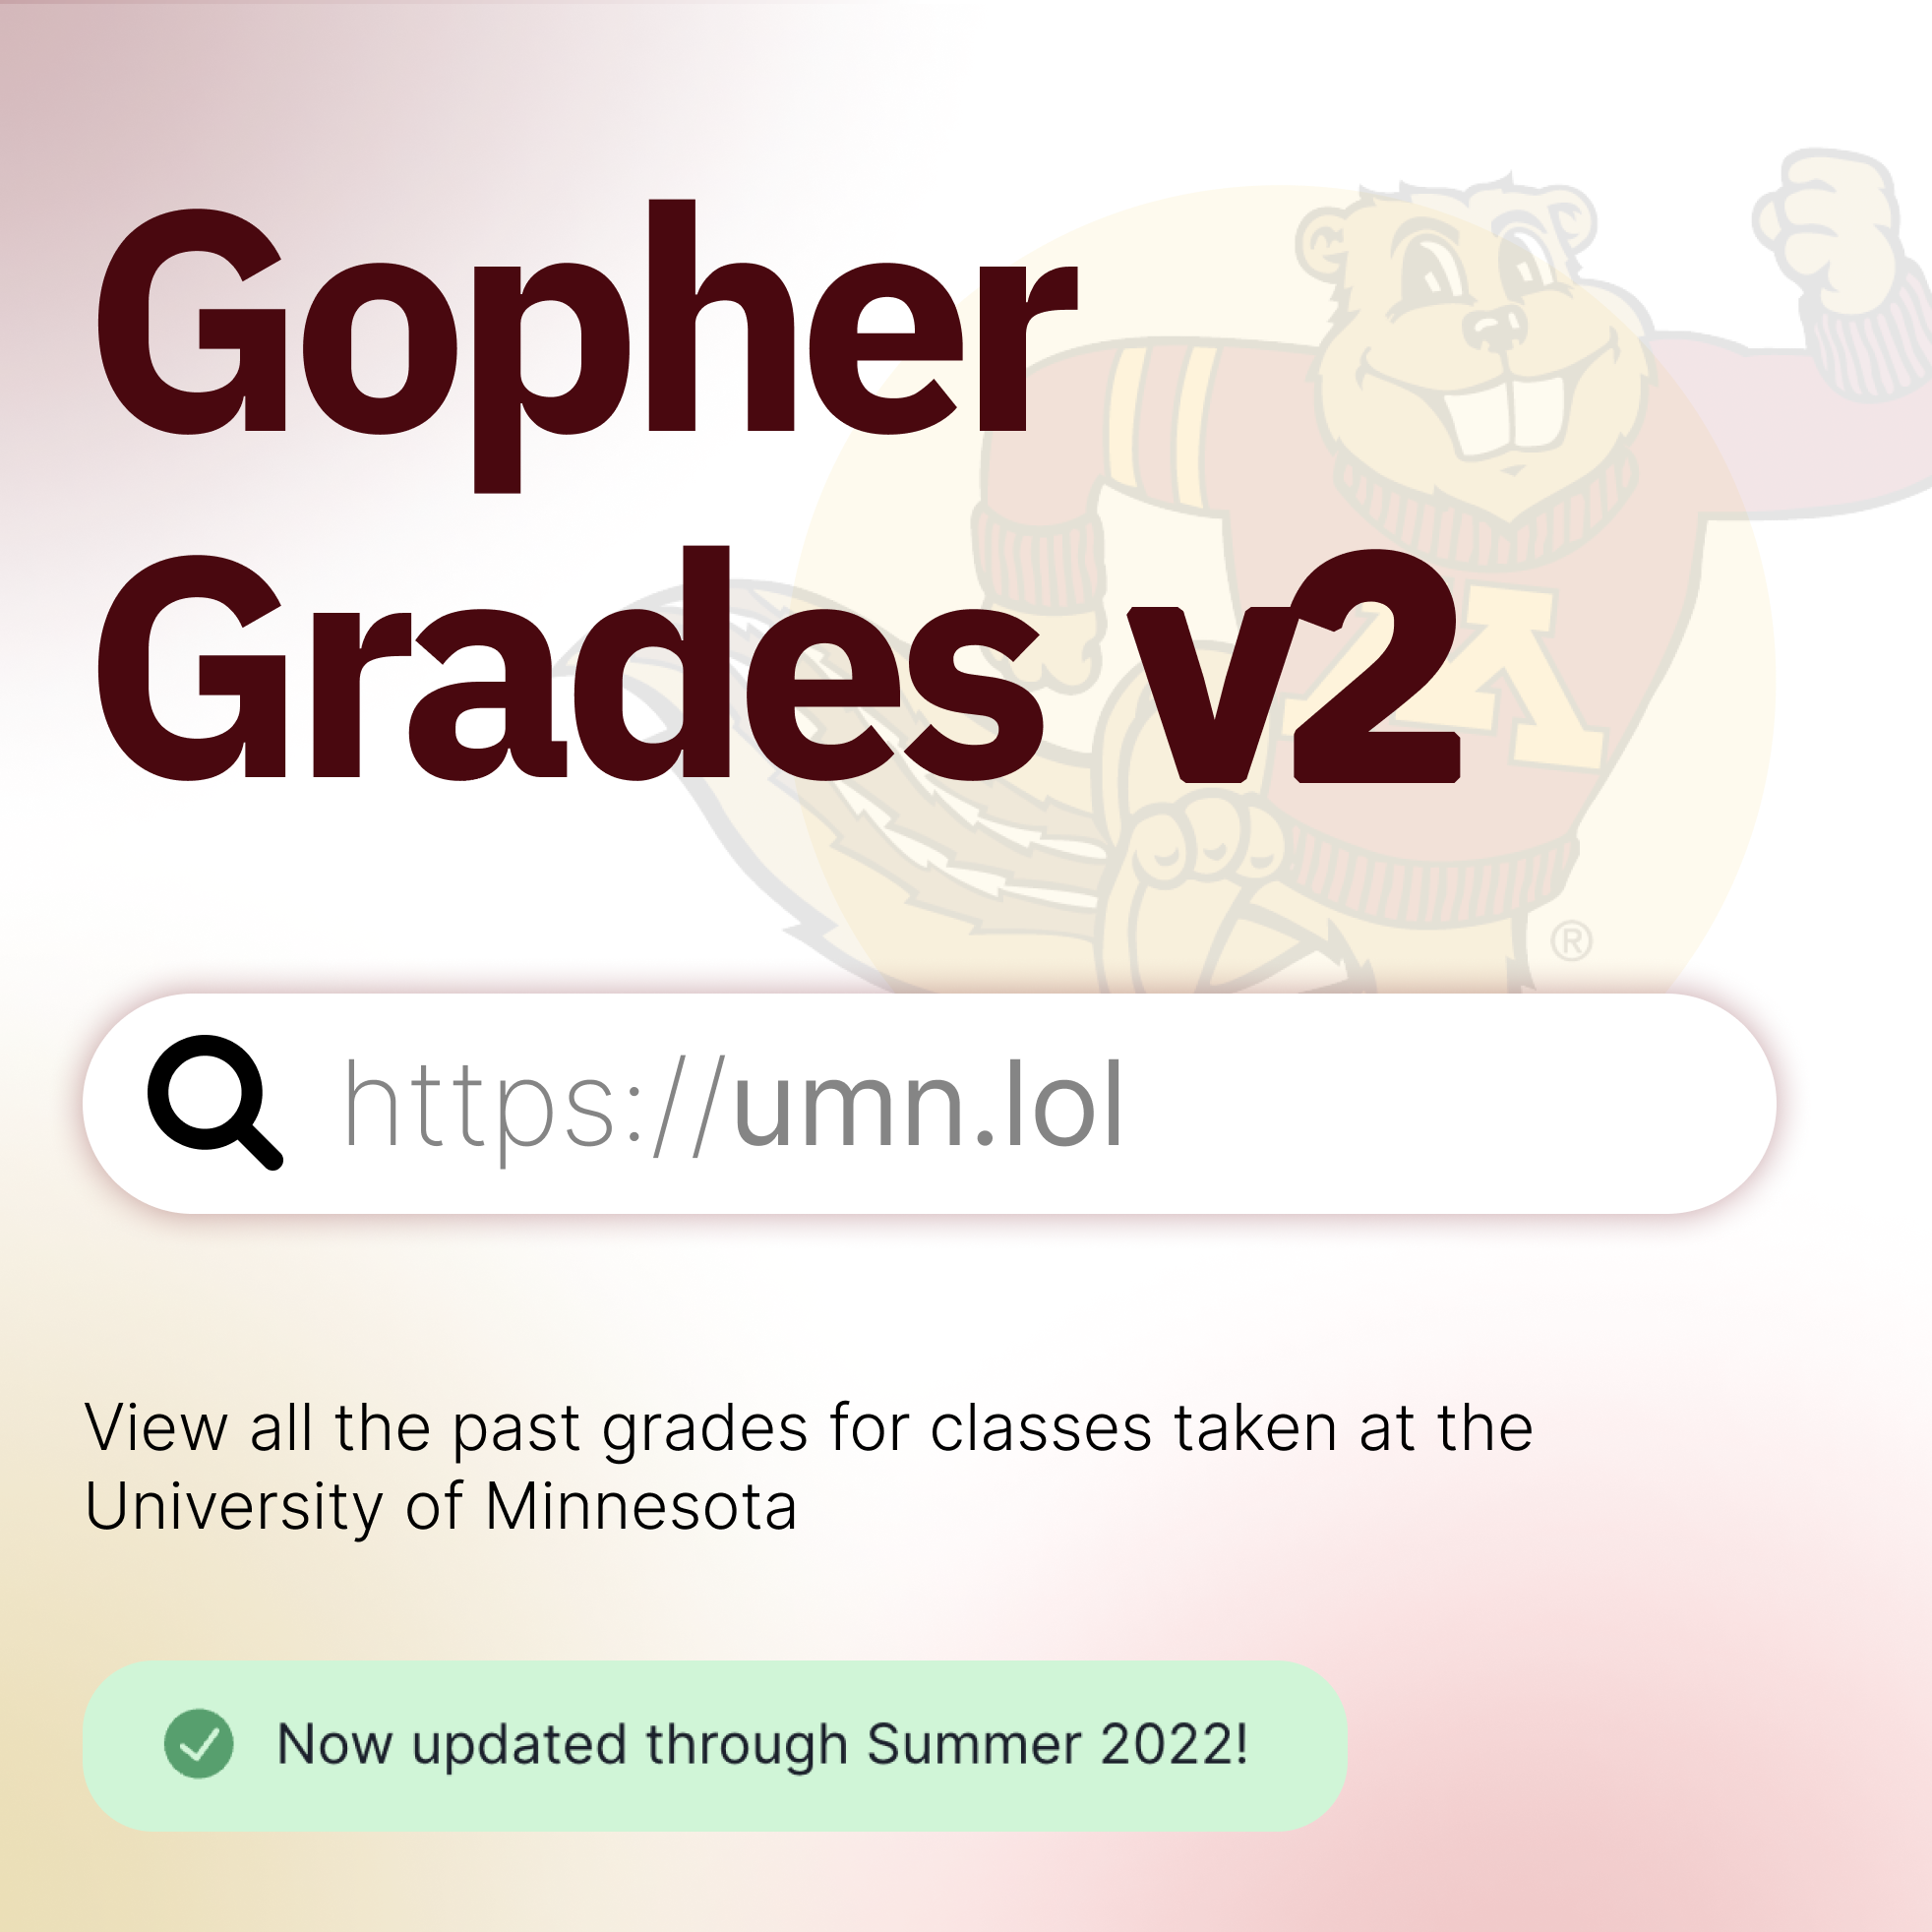 Gopher
Grades v2
M
®
https://umn.lol
View all the past grades for classes taken at the
University of Minnesota
Now updated through Summer 2022!